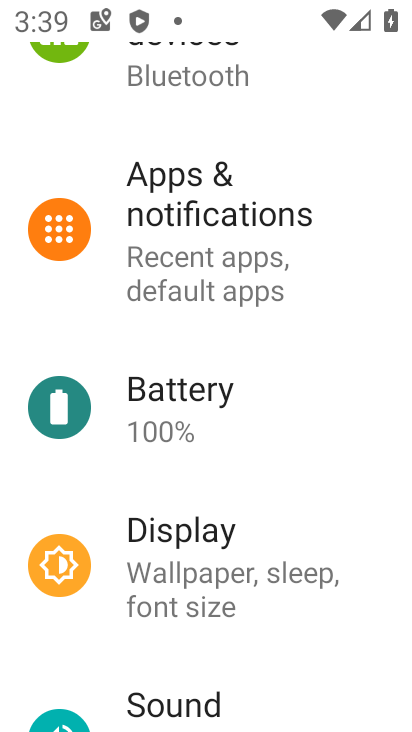 3:39
Bluetooth
Apps &
notifications
Recent apps,
default apps
Battery
100%
Display
Wallpaper, sleep,
font size
Sound